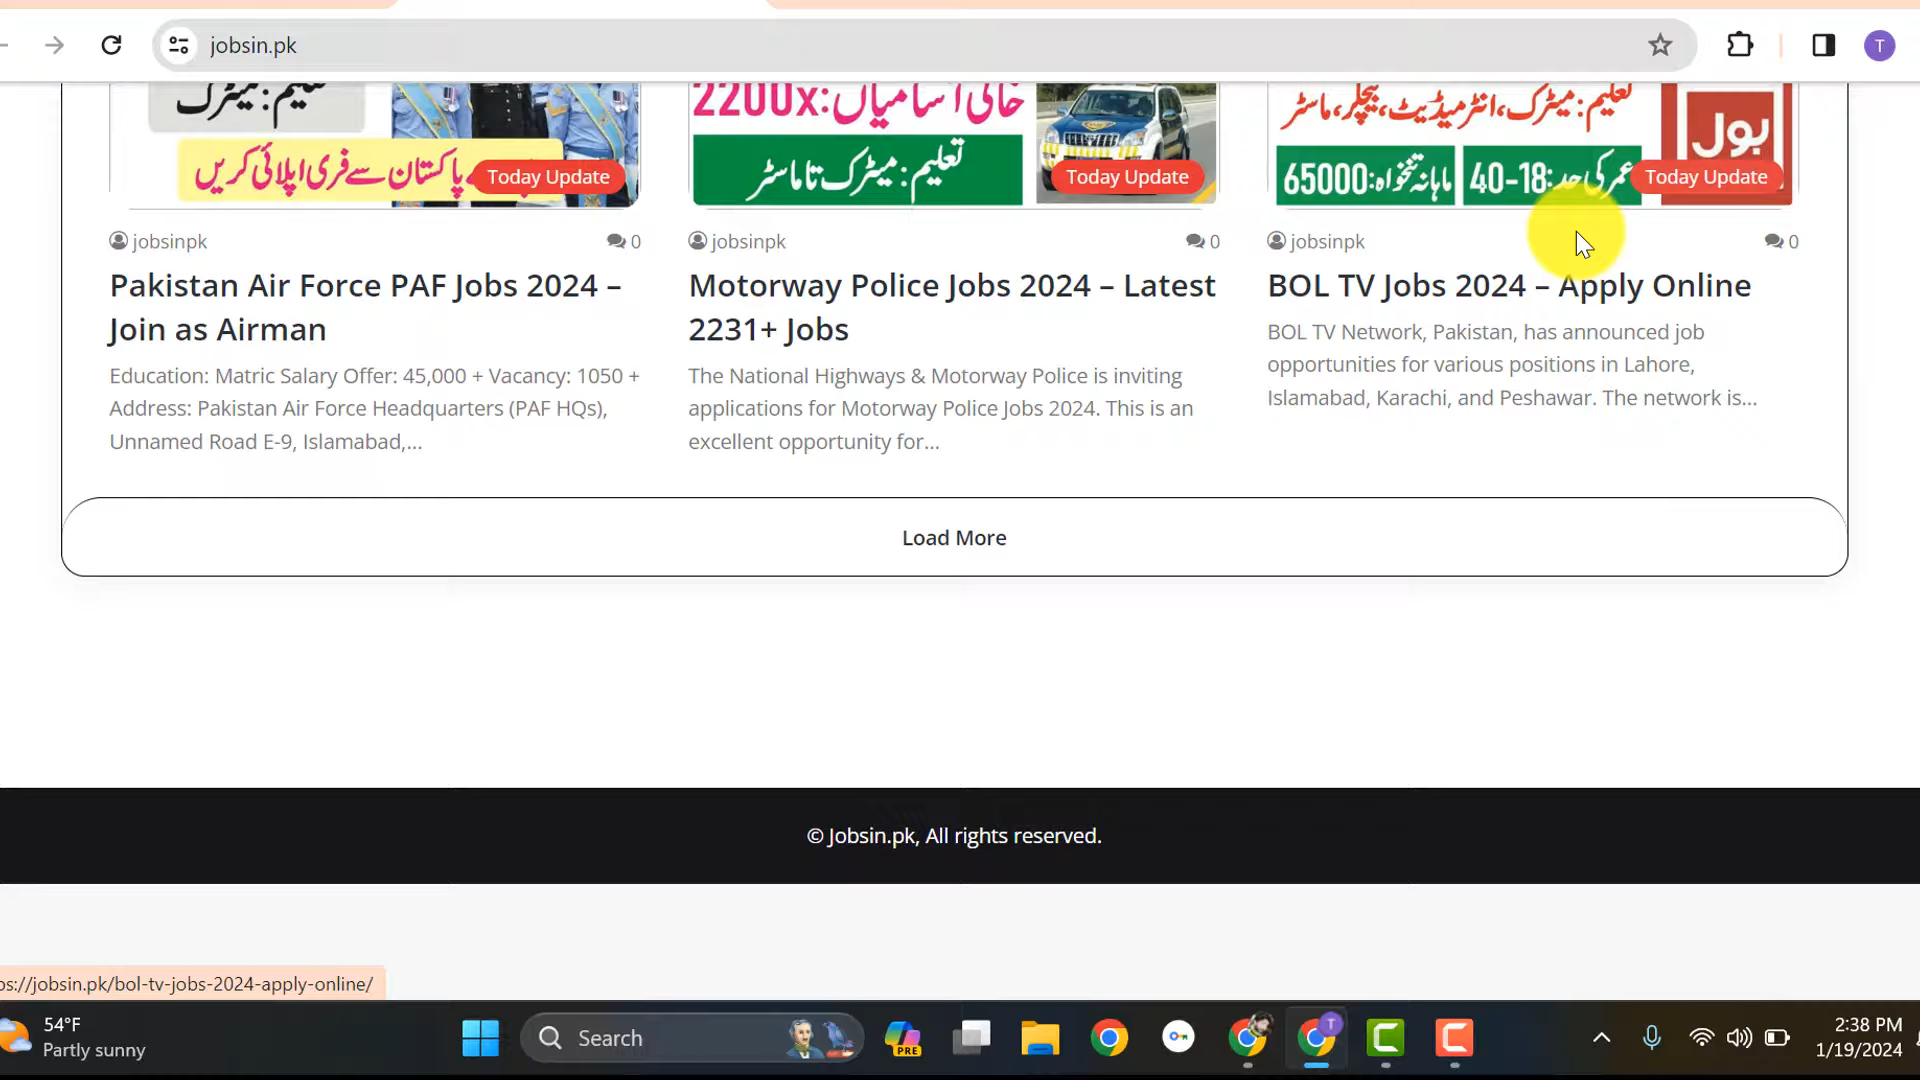 jobsin.pk
T
تعلیم:میٹرک
پاکستان سے فری اپلائی کریں
Today Update
2200x:خالی آسامیاں
تعلیم:میٹرک تا ماسٹر
Today Update
تعلیم:میٹرک،انٹرمیڈیٹ،بیچلر،ماسٹر
ماہانہ تنخواہ:65000
عمر کی حد:18-40
بول
Today Update
jobsinpk
0
jobsinpk
0
jobsinpk
0
Pakistan Air Force PAF Jobs 2024 –
Join as Airman
Education: Matric Salary Offer: 45,000 + Vacancy: 1050 +
Address: Pakistan Air Force Headquarters (PAF HQs),
Unnamed Road E-9, Islamabad,...
Motorway Police Jobs 2024 – Latest
2231+ Jobs
The National Highways & Motorway Police is inviting
applications for Motorway Police Jobs 2024. This is an
excellent opportunity for...
BOL TV Jobs 2024 – Apply Online
BOL TV Network, Pakistan, has announced job
opportunities for various positions in Lahore,
Islamabad, Karachi, and Peshawar. The network is...
Load More
© Jobsin.pk, All rights reserved.
ps://jobsin.pk/bol-tv-jobs-2024-apply-online/
54°F
Partly sunny
Search
PRE
T
2:38 PM
1/19/2024